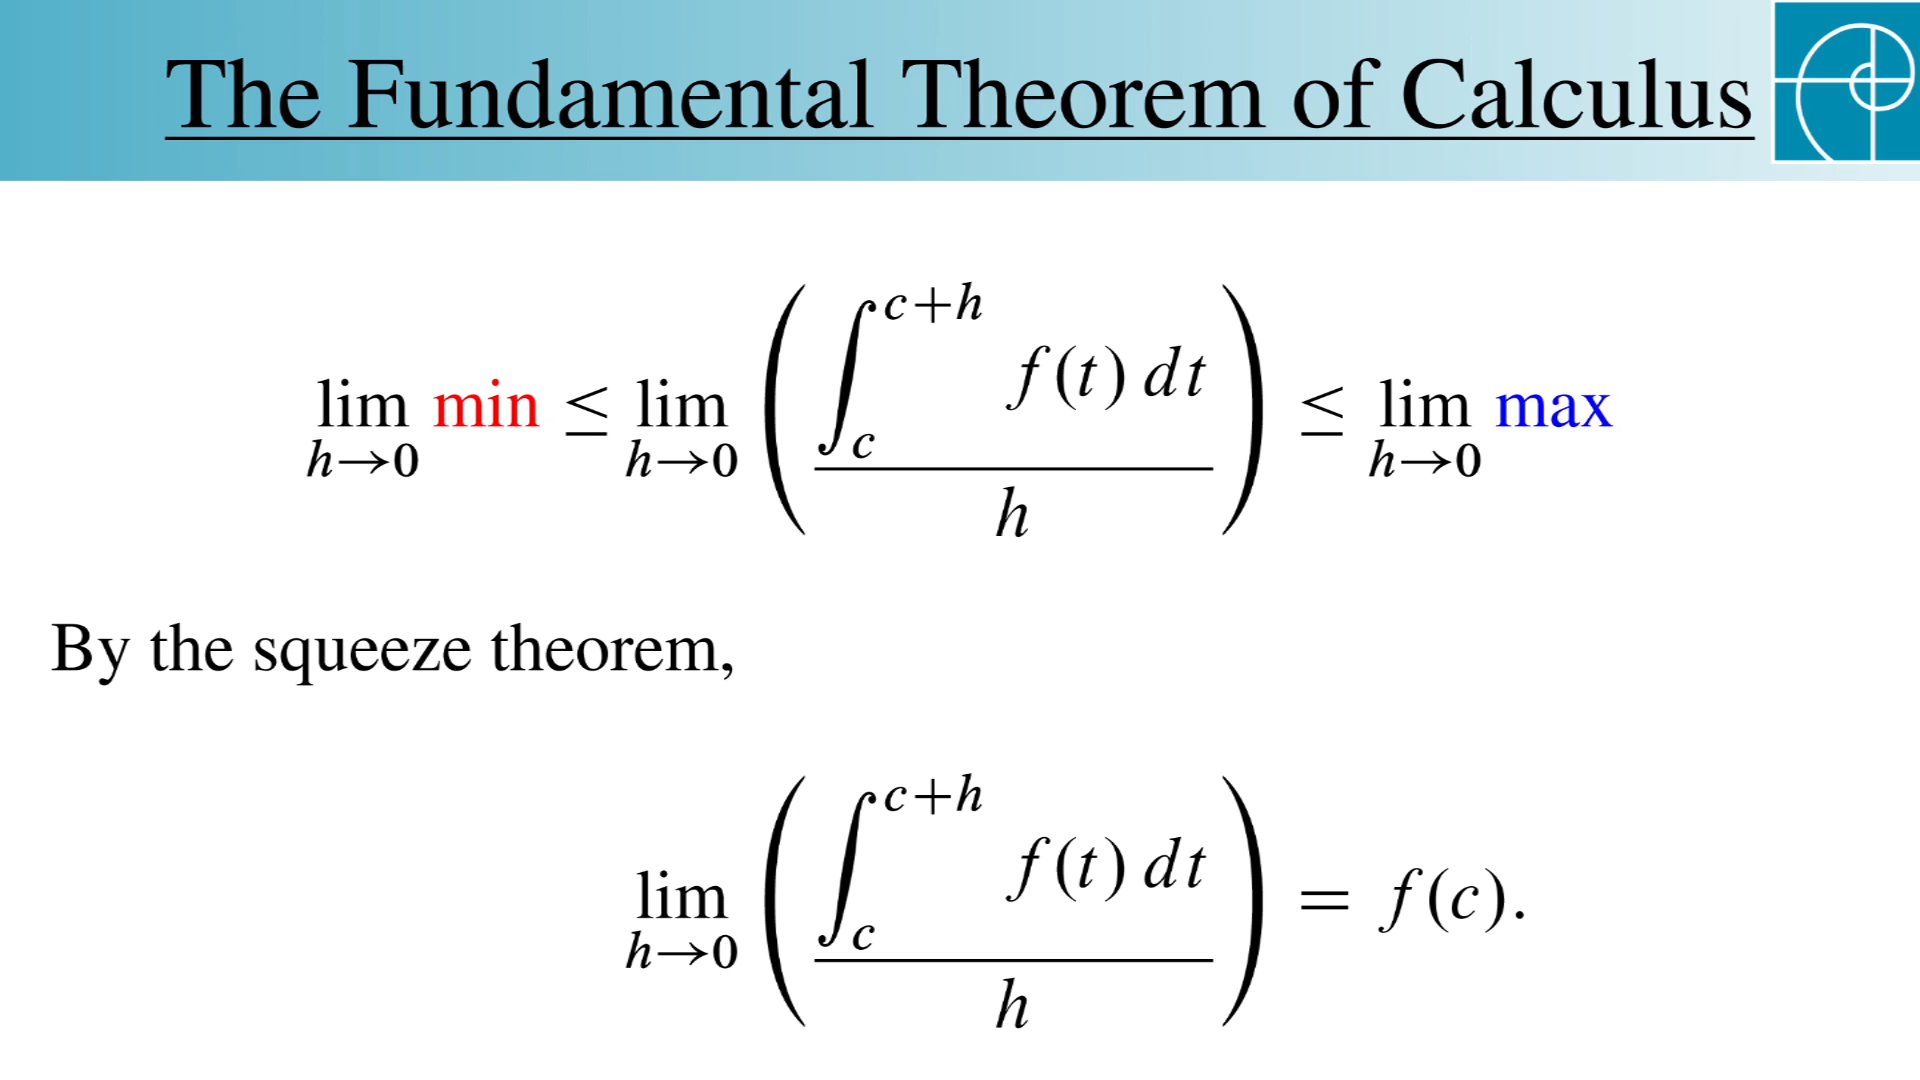 The Fundamental Theorem of Calculus
lim_{h→0} min ≤ lim_{h→0} ( ∫_c^{c+h} f(t) dt / h ) ≤ lim_{h→0} max
By the squeeze theorem,
lim_{h→0} ( ∫_c^{c+h} f(t) dt / h ) = f(c).